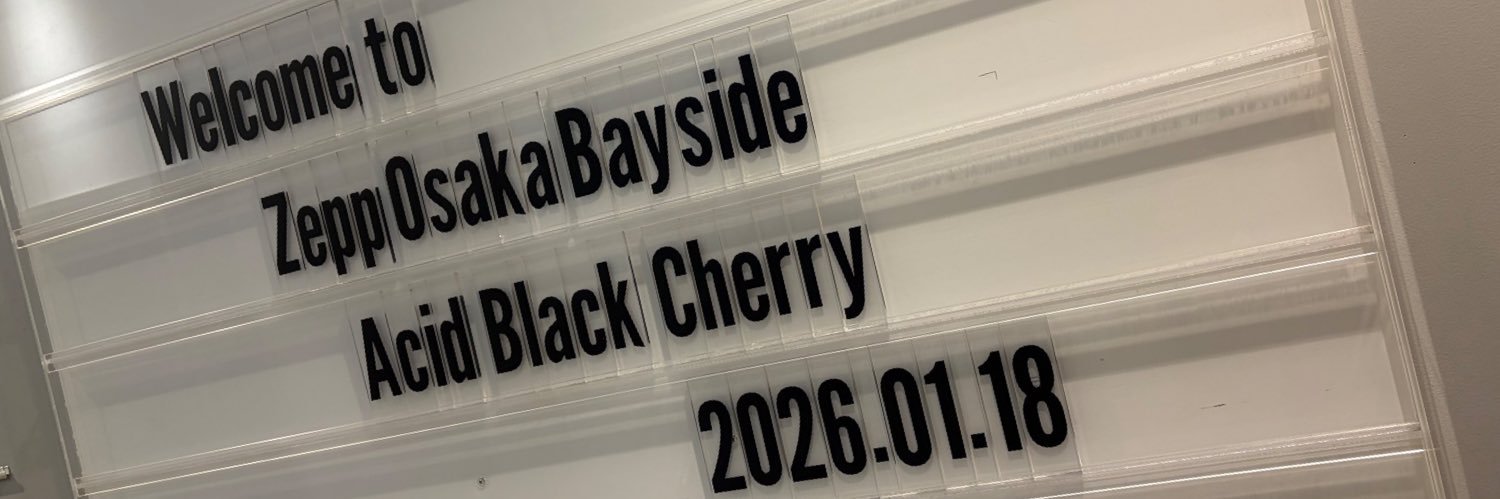 Welcome to
Zepp Osaka Bayside
Acid Black Cherry
2026.01.18